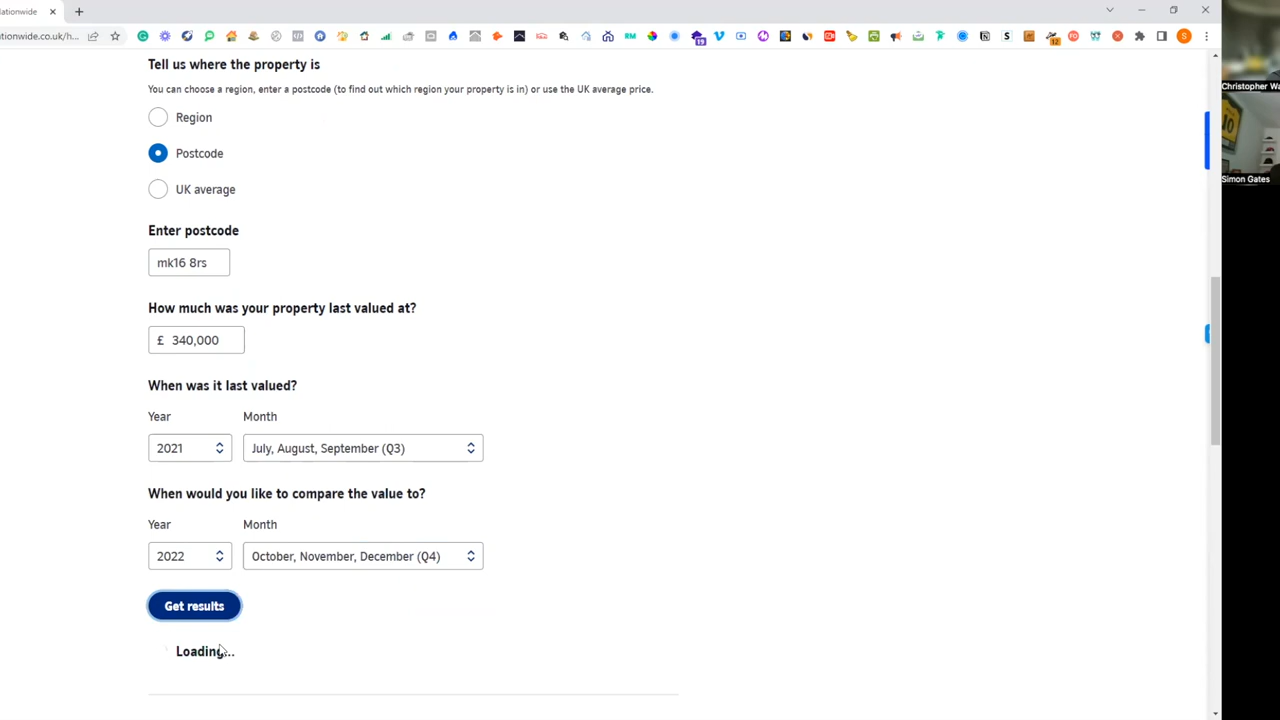 ationwide
ationwide.co.uk/h...
Christopher Wa
Simon Gates
Tell us where the property is
You can choose a region, enter a postcode (to find out which region your property is in) or use the UK average price.
Region
Postcode
UK average
Enter postcode
mk16 8rs
How much was your property last valued at?
£ 340,000
When was it last valued?
Year Month
2021 July, August, September (Q3)
When would you like to compare the value to?
Year Month
2022 October, November, December (Q4)
Get results
Loading...